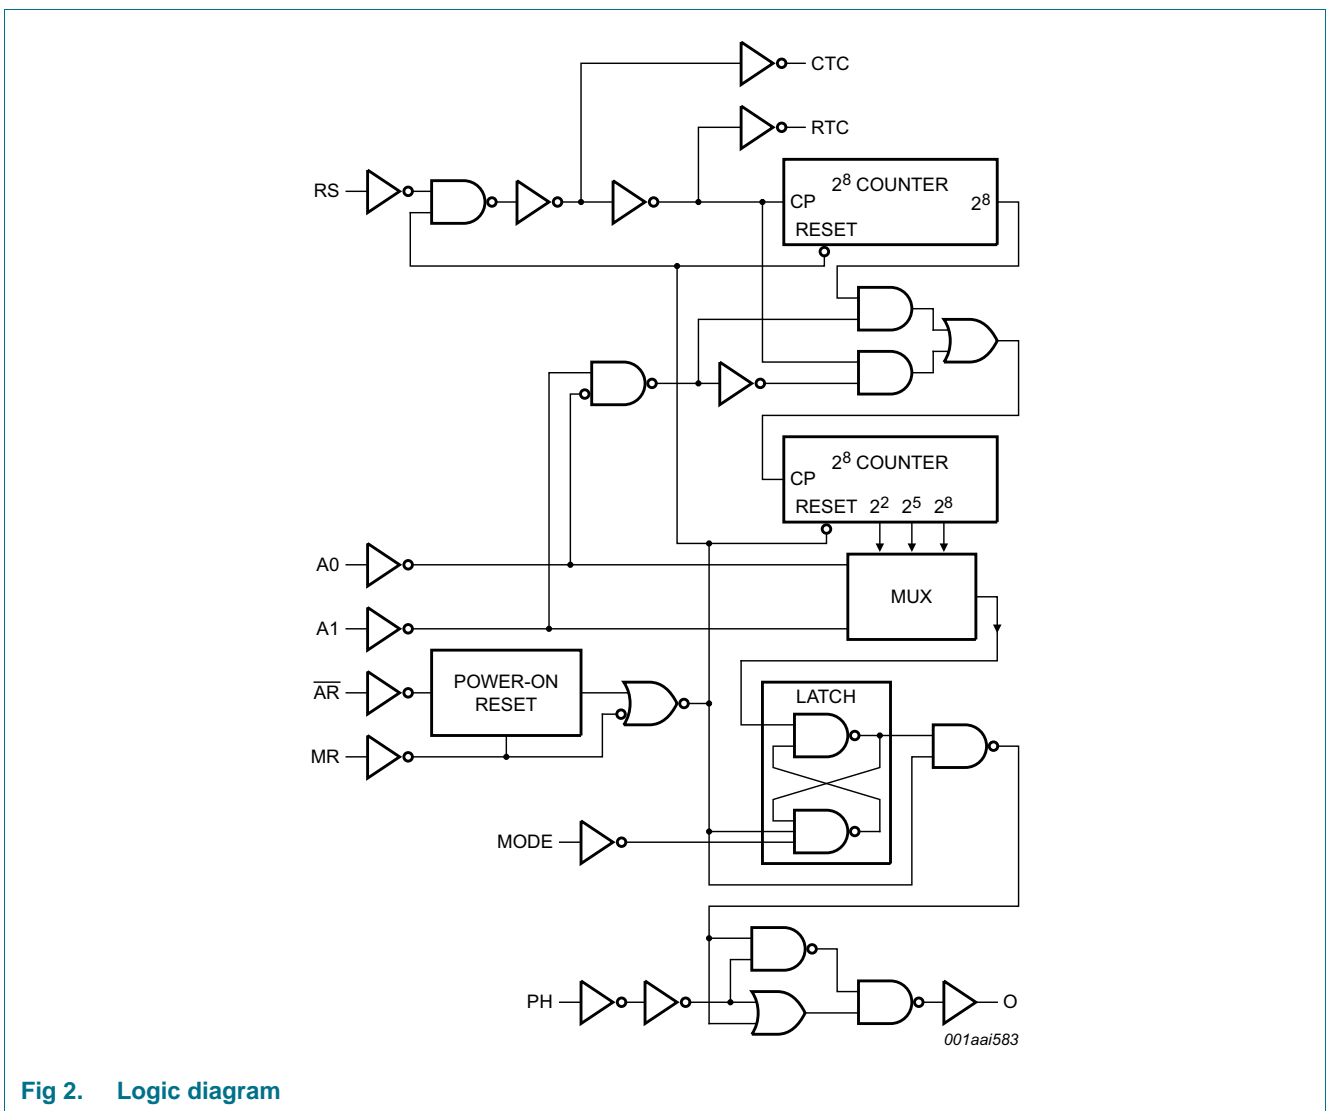 CTC
RTC
RS
2⁸ COUNTER
CP
2⁸
RESET
2⁸ COUNTER
CP
RESET 2² 2⁵ 2⁸
A0
MUX
A1
A̅R̅
POWER-ON
RESET
LATCH
MR
MODE
PH
O
001aai583
Fig 2. Logic diagram